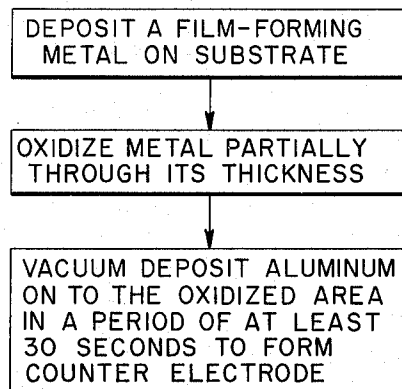 DEPOSIT A FILM-FORMING
METAL ON SUBSTRATE
OXIDIZE METAL PARTIALLY
THROUGH ITS THICKNESS
VACUUM DEPOSIT ALUMINUM
ON TO THE OXIDIZED AREA
IN A PERIOD OF AT LEAST
30 SECONDS TO FORM
COUNTER ELECTRODE